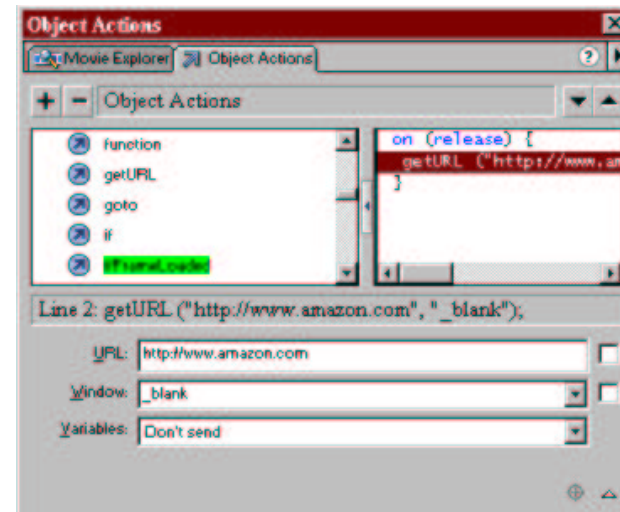 Object Actions
Movie Explorer Object Actions ?
+ - Object Actions
function
getURL
goto
if
ifFrameLoaded
on (release) {
getURL ("http://www.am
}
Line 2: getURL ("http://www.amazon.com", "_blank");
URL: http://www.amazon.com
Window: _blank
Variables: Don't send